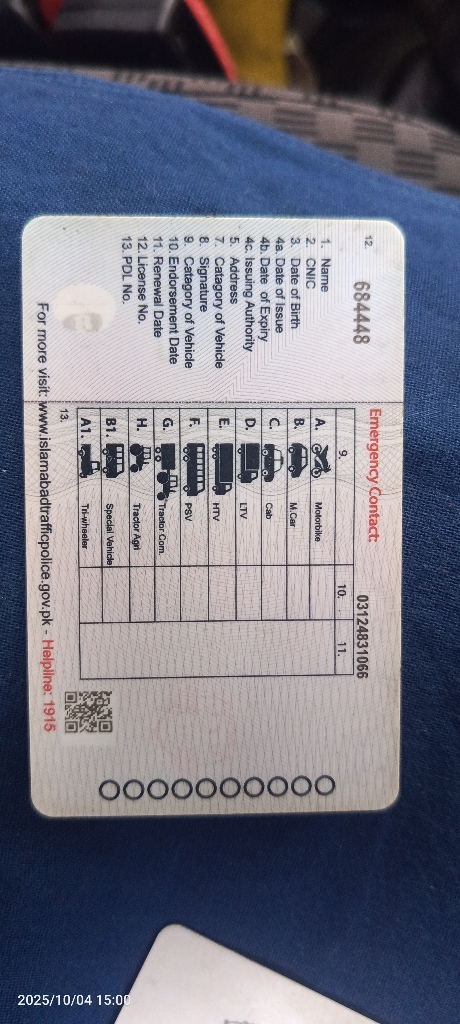 12. 684448
Emergency Contact: 03124831066
1. Name
2. CNIC
3. Date of Birth
4a. Date of Issue
4b. Date of Expiry
4c. Issuing Authority
5. Address
7. Catagory of Vehicle
8. Signature
9. Catagory of Vehicle
10. Endorsement Date
11. Renewal Date
12. License No.
13. PDL No.
9. 10. 11.
A. Motorbike
B. M.Car
C. Cab
D. LTV
E. HTV
F. PSV
G. Tractor Com.
H. Tractor Agri
B1. Special Vehicle
A1. Tri-wheeler
13.
For more visit: www.islamabadtrafficpolice.gov.pk - Helpline: 1915
2025/10/04 15:00